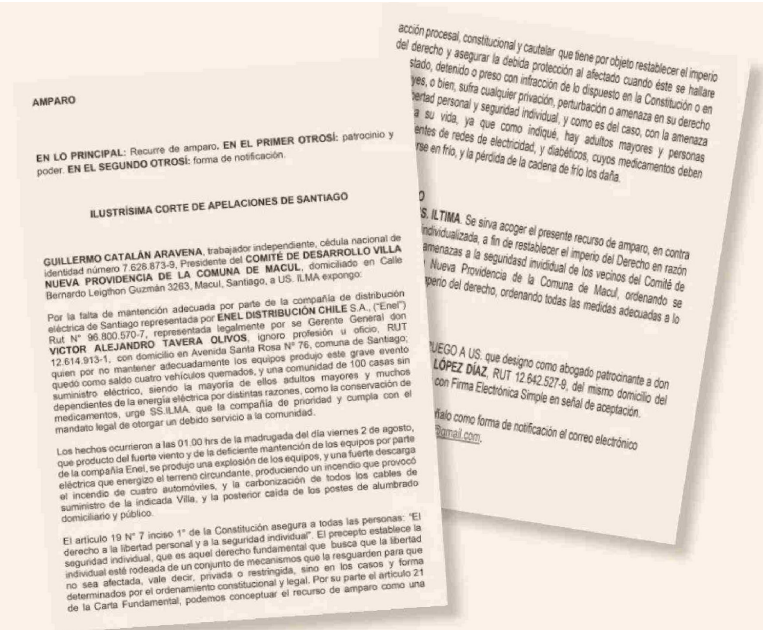 AMPARO
EN LO PRINCIPAL: Recurre de amparo. EN EL PRIMER OTROSÍ: patrocinio y
poder. EN EL SEGUNDO OTROSÍ: forma de notificación.
ILUSTRÍSIMA CORTE DE APELACIONES DE SANTIAGO
GUILLERMO CATALÁN ARAVENA, trabajador independiente, cédula nacional de
identidad número 7.628.873-9, Presidente del COMITÉ DE DESARROLLO VILLA
NUEVA PROVIDENCIA DE LA COMUNA DE MACUL, domiciliado en Calle
Bernardo Leigthon Guzmán 3263, Macul, Santiago, a US. ILMA expongo:
Por la falta de mantención adecuada por parte de la compañía de distribución
eléctrica de Santiago representada por ENEL DISTRIBUCIÓN CHILE S.A., ("Enel")
Rut N° 96.800.570-7, representada legalmente por se Gerente General don
VICTOR ALEJANDRO TAVERA OLIVOS, ignoro profesión u oficio, RUT
12.614.913-1, con domicilio en Avenida Santa Rosa N° 76, comuna de Santiago;
quien por no mantener adecuadamente los equipos produjo este grave evento
quedó como saldo cuatro vehículos quemados, y una comunidad de 100 casas sin
suministro eléctrico, siendo la mayoría de ellos adultos mayores y muchos
dependientes de la energía eléctrica por distintas razones, como la conservación de
medicamentos, urge SS.ILMA. que la compañía de prioridad y cumpla con el
mandato legal de otorgar un debido servicio a la comunidad.
Los hechos ocurrieron a las 01.00 hrs de la madrugada del día viernes 2 de agosto,
que producto del fuerte viento y de la deficiente mantención de los equipos por parte
de la compañía Enel, se produjo una explosión de los equipos, y una fuerte descarga
eléctrica que energizo el terreno circundante, produciendo un incendio que provocó
el incendio de cuatro automóviles, y la carbonización de todos los cables de
suministro de la indicada Villa, y la posterior caída de los postes de alumbrado
domiciliario y público.
El artículo 19 N° 7 inciso 1° de la Constitución asegura a todas las personas: "El
derecho a la libertad personal y a la seguridad individual". El precepto establece la
seguridad individual, que es aquel derecho fundamental que busca que la libertad
individual esté rodeada de un conjunto de mecanismos que la resguarden para que
no sea afectada, vale decir, privada o restringida, sino en los casos y forma
determinados por el ordenamiento constitucional y legal. Por su parte el artículo 21
de la Carta Fundamental, podemos conceptuar el recurso de amparo como una
acción procesal, constitucional y cautelar que tiene por objeto restablecer el imperio
del derecho y asegurar la debida protección al afectado cuando éste se hallare
stado, detenido o preso con infracción de lo dispuesto en la Constitución o en
yes, o bien, sufra cualquier privación, perturbación o amenaza en su derecho
bertad personal y seguridad individual, y como es del caso, con la amenaza
a su vida, ya que como indiqué, hay adultos mayores y personas
entes de redes de electricidad, y diabéticos, cuyos medicamentos deben
rse en frío, y la pérdida de la cadena de frío los daña.
O
S. ILTIMA. Se sirva acoger el presente recurso de amparo, en contra
individualizada, a fin de restablecer el imperio del Derecho en razón
amenazas a la seguridasd invididual de los vecinos del Comité de
Nueva Providencia de la Comuna de Macul, ordenando se
perio del derecho, ordenando todas las medidas adecuadas a lo
UEGO A US. que designo como abogado patrocinante a don
LÓPEZ DÍAZ, RUT 12.642.527-9, del mismo domicilio del
con Firma Electrónica Simple en señal de aceptación.
ñalo como forma de notificación el correo electrónico
@gmail.com.